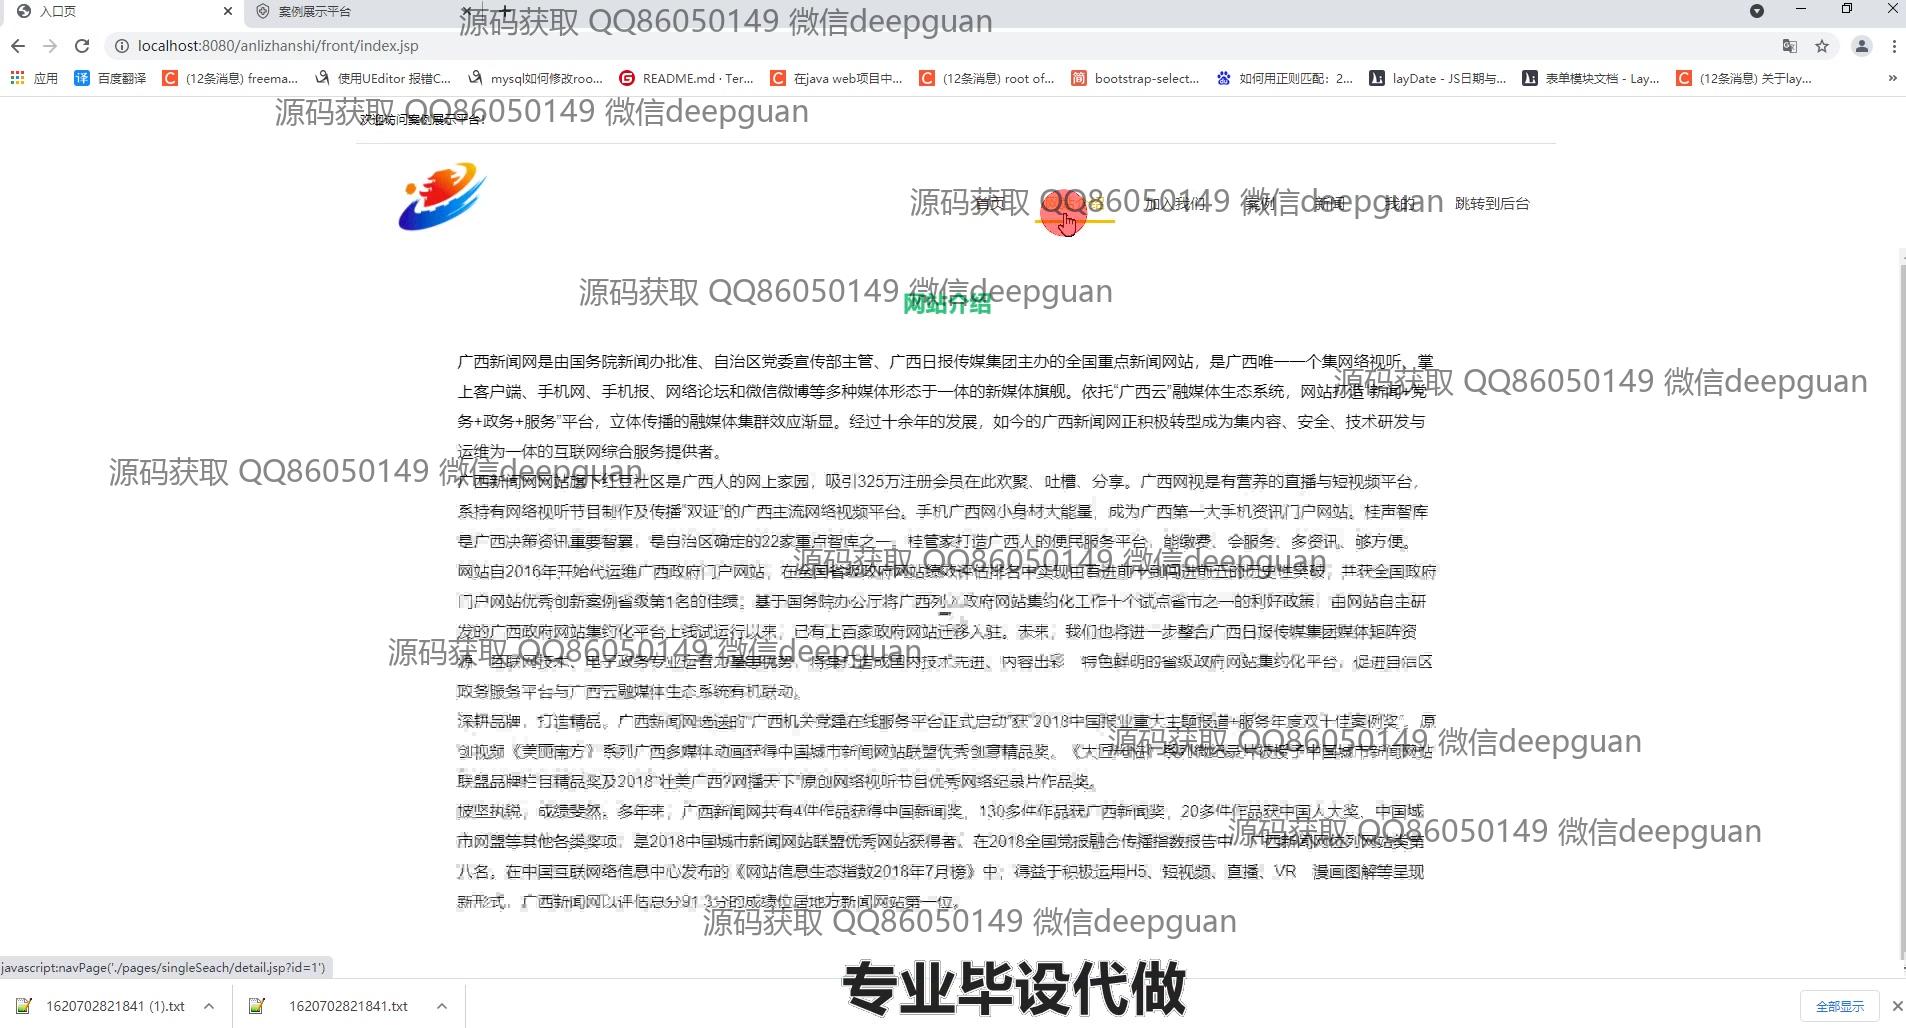 入口页
案例展示平台
源码获取 QQ86050149 微信deepguan
localhost:8080/anlizhanshi/front/index.jsp
应用
百度翻译
(12条消息) freema...
使用UEditor 报错C...
mysql如何修改roo...
README.md · Ter...
在java web项目中...
(12条消息) root of...
bootstrap-select...
如何用正则匹配：2...
layDate - JS日期与...
表单模块文档 - Lay...
(12条消息) 关于lay...
源码获取 QQ86050149 微信deepguan
欢迎访问案例展示平台!
源码获取 QQ86050149 微信deepguan
首页
加入我们
案例
新闻
我的
跳转到后台
源码获取 QQ86050149 微信deepguan
网站介绍
广西新闻网是由国务院新闻办批准、自治区党委宣传部主管、广西日报传媒集团主办的全国重点新闻网站，是广西唯一一个集网络视听、掌
源码获取 QQ86050149 微信deepguan
上客户端、手机网、手机报、网络论坛和微信微博等多种媒体形态于一体的新媒体旗舰。依托“广西云”融媒体生态系统，网站打造“新闻+党
务+政务+服务”平台，立体传播的融媒体集群效应渐显。经过十余年的发展，如今的广西新闻网正积极转型成为集内容、安全、技术研发与
运维为一体的互联网综合服务提供者。
源码获取 QQ86050149 微信deepguan
广西新闻网网站旗下红豆社区是广西人的网上家园，吸引325万注册会员在此欢聚、吐槽、分享。广西网视是有营养的直播与短视频平台，
系持有网络视听节目制作及传播“双证”的广西主流网络视频平台。手机广西网小身材大能量，成为广西第一大手机资讯门户网站。桂声智库
是广西决策资讯重要智囊，是自治区确定的22家重点智库之一。桂管家打造广西人的便民服务平台，能缴费、会服务、多资讯、够方便。
源码获取 QQ86050149 微信deepguan
网站自2016年开始代运维广西政府门户网站，在全国省级政府网站绩效评估排名中实现由首进前十到闯进前五的历史性突破，并获全国政府
门户网站优秀创新案例省级第1名的佳绩。基于国务院办公厅将广西列入政府网站集约化工作十个试点省市之一的利好政策，由网站自主研
发的广西政府网站集约化平台上线试运行以来，已有上百家政府网站迁移入驻。未来，我们也将进一步整合广西日报传媒集团媒体矩阵资
源码获取 QQ86050149 微信deepguan
源、互联网技术、电子政务专业运营力量等优势，将集打造成国内技术先进、内容出彩 特色鲜明的省级政府网站集约化平台，促进自治区
政务服务平台与广西云融媒体生态系统有机联动。
深耕品牌，打造精品。广西新闻网选送的“广西机关党建在线服务平台正式启动”获“2018中国报业重大主题报道+服务年度双十佳案例奖”，原
源码获取 QQ86050149 微信deepguan
创视频《美丽南方》系列广西多媒体动画获得中国城市新闻网站联盟优秀创意精品奖。
联盟品牌栏目精品奖及2018“壮美广西?网播天下”原创网络视听节目优秀网络纪录片作品奖。
披坚执锐，成绩斐然。多年来，广西新闻网共有4件作品获得中国新闻奖，130多件作品获广西新闻奖，20多件作品获中国人大奖、中国城
源码获取 QQ86050149 微信deepguan
市网盟等其他各类奖项，是2018中国城市新闻网站联盟优秀网站获得者。在2018全国党报融合传播指数报告中，广西新闻网位列网站类第
八名。在中国互联网络信息中心发布的《网站信息生态指数2018年7月榜》中，得益于积极运用H5、短视频、直播、VR 漫画图解等呈现
新形式，广西新闻网以评估总分91.3分的成绩位居地方新闻网站第一位。
源码获取 QQ86050149 微信deepguan
javascript:navPage('./pages/singleSeach/detail.jsp?id=1')
专业毕设代做
1620702821841 (1).txt
1620702821841.txt
全部显示